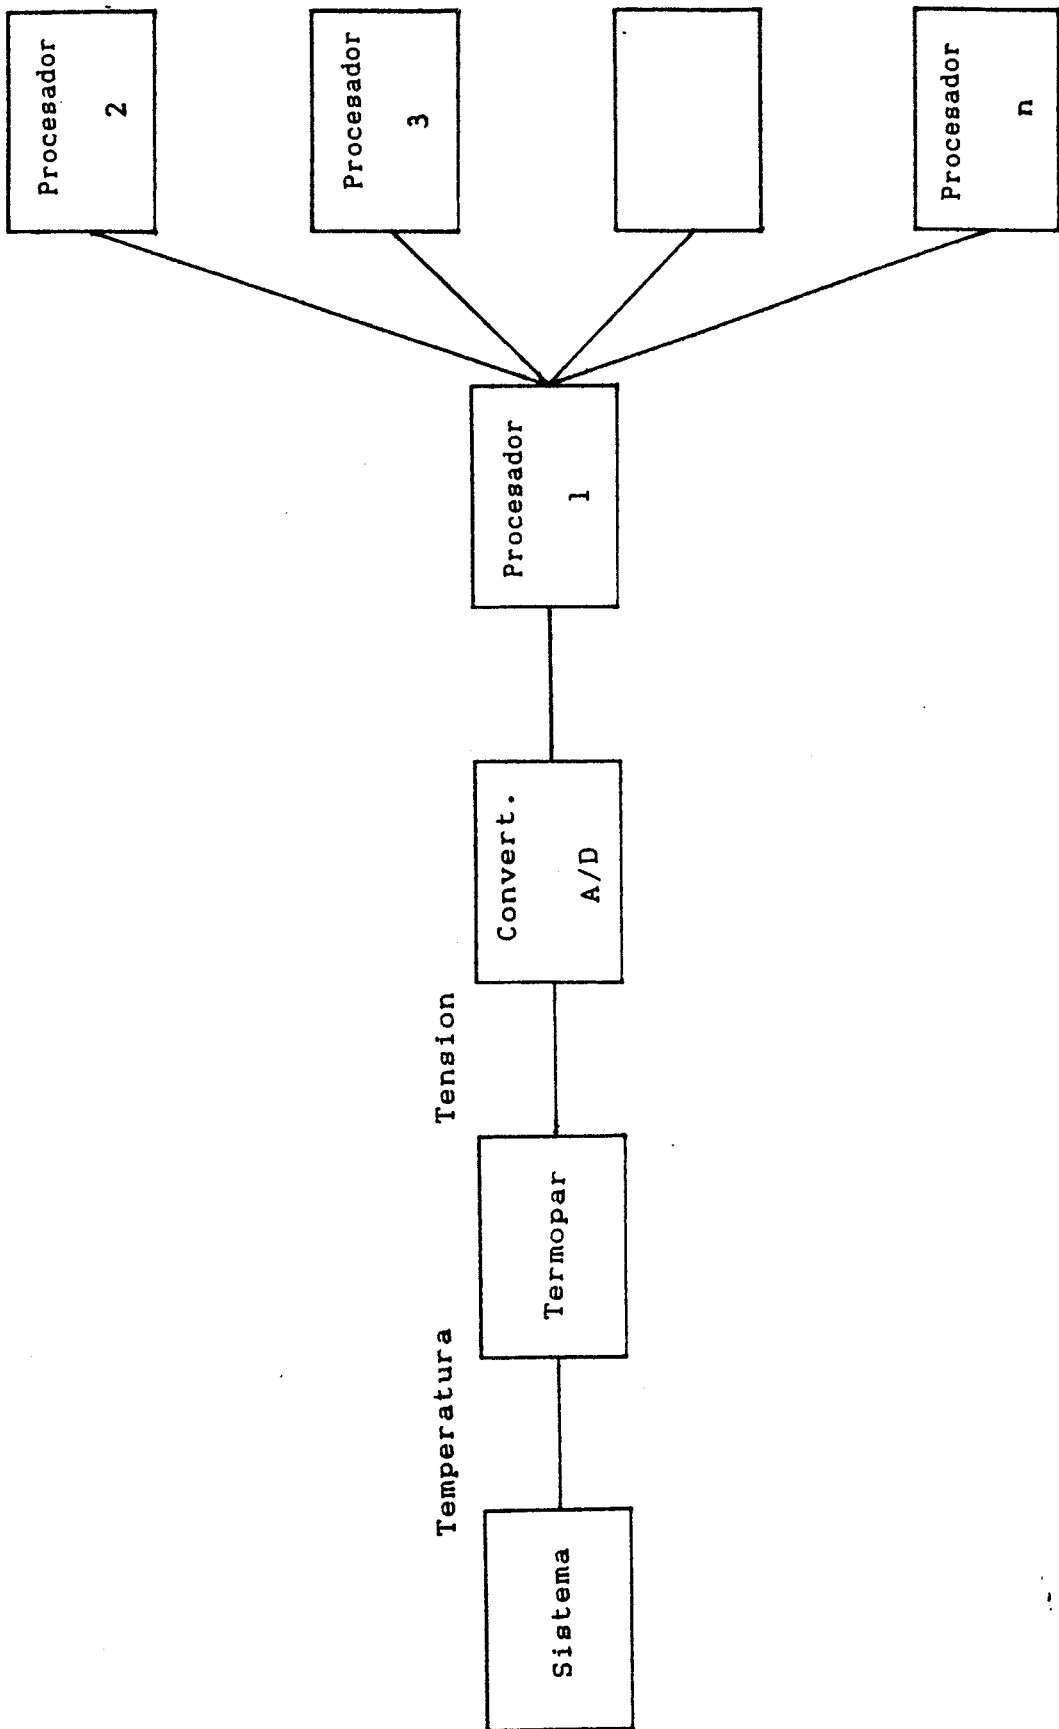 Sistema
Temperatura
Termopar
Tension
Convert.
A/D
Procesador
1
Procesador
2
Procesador
3
Procesador
n